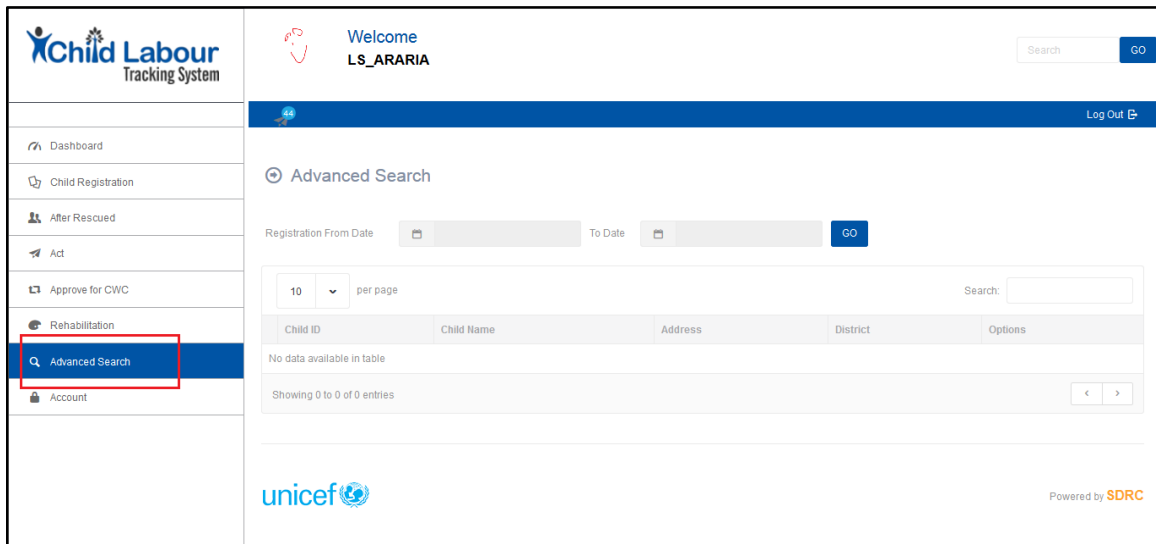 Child Labour
Tracking System
Welcome
LS_ARARIA
Search
GO
44
Log Out
Dashboard
Child Registration
After Rescued
Act
Approve for CWC
Rehabilitation
Advanced Search
Account
Advanced Search
Registration From Date
To Date
GO
10 per page
Search:
Child ID Child Name Address District Options
No data available in table
Showing 0 to 0 of 0 entries
unicef
Powered by SDRC